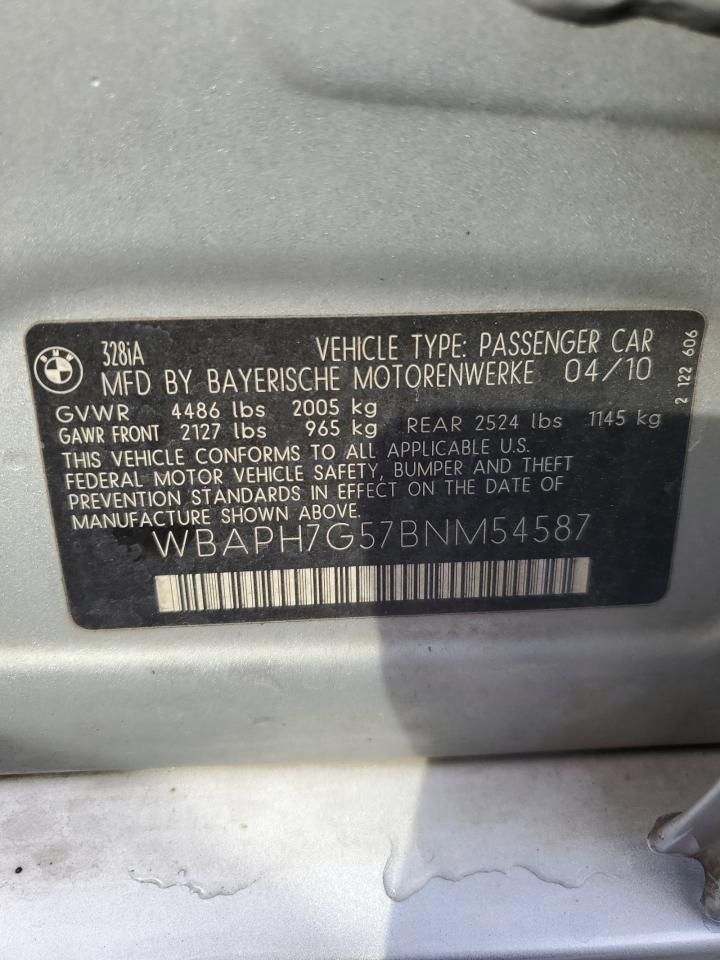 BMW
328iA VEHICLE TYPE: PASSENGER CAR
MFD BY BAYERISCHE MOTORENWERKE 04/10
GVWR 4486 lbs 2005 kg
GAWR FRONT 2127 lbs 965 kg REAR 2524 lbs 1145 kg
THIS VEHICLE CONFORMS TO ALL APPLICABLE U.S.
FEDERAL MOTOR VEHICLE SAFETY, BUMPER AND THEFT
PREVENTION STANDARDS IN EFFECT ON THE DATE OF
MANUFACTURE SHOWN ABOVE.
WBAPH7G57BNM54587
2 122 606